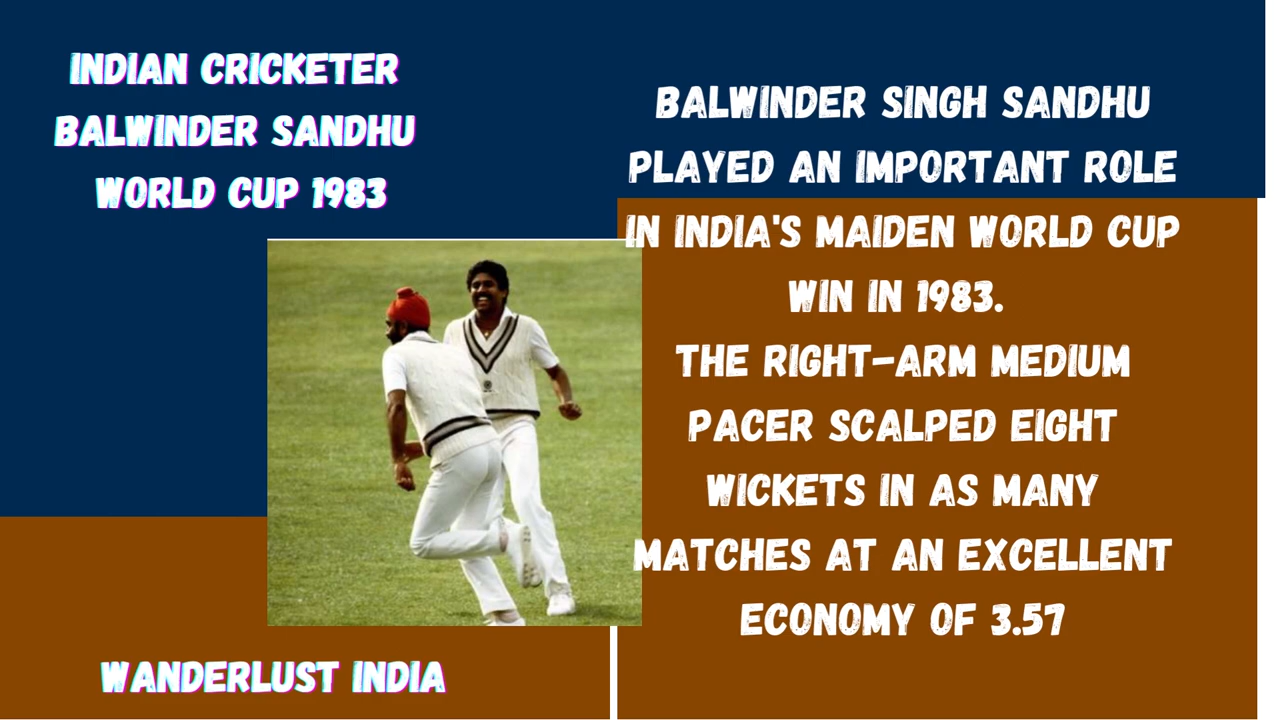 INDIAN CRICKETER
BALWINDER SANDHU
WORLD CUP 1983
BALWINDER SINGH SANDHU
PLAYED AN IMPORTANT ROLE
IN INDIA'S MAIDEN WORLD CUP
WIN IN 1983.
THE RIGHT-ARM MEDIUM
PACER SCALPED EIGHT
WICKETS IN AS MANY
MATCHES AT AN EXCELLENT
ECONOMY OF 3.57
WANDERLUST INDIA